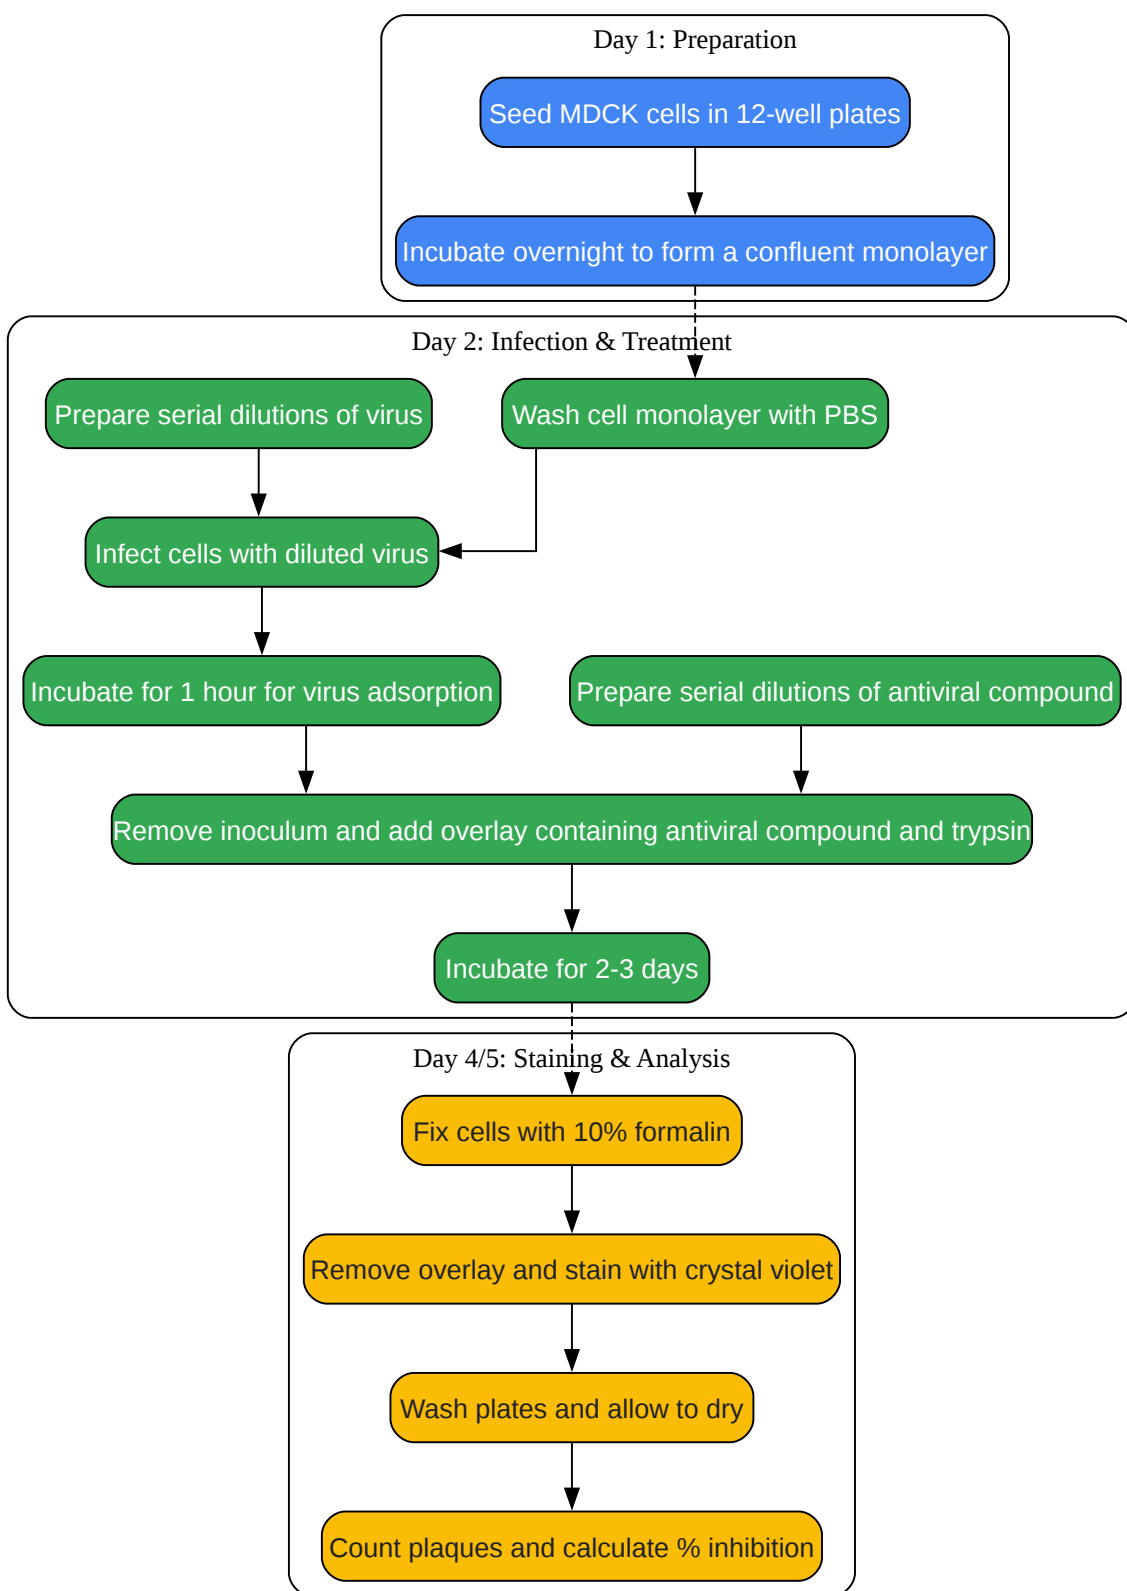 Day 1: Preparation
Seed MDCK cells in 12-well plates
Incubate overnight to form a confluent monolayer
Day 2: Infection & Treatment
Prepare serial dilutions of virus
Wash cell monolayer with PBS
Infect cells with diluted virus
Incubate for 1 hour for virus adsorption
Prepare serial dilutions of antiviral compound
Remove inoculum and add overlay containing antiviral compound and trypsin
Incubate for 2-3 days
Day 4/5: Staining & Analysis
Fix cells with 10% formalin
Remove overlay and stain with crystal violet
Wash plates and allow to dry
Count plaques and calculate % inhibition